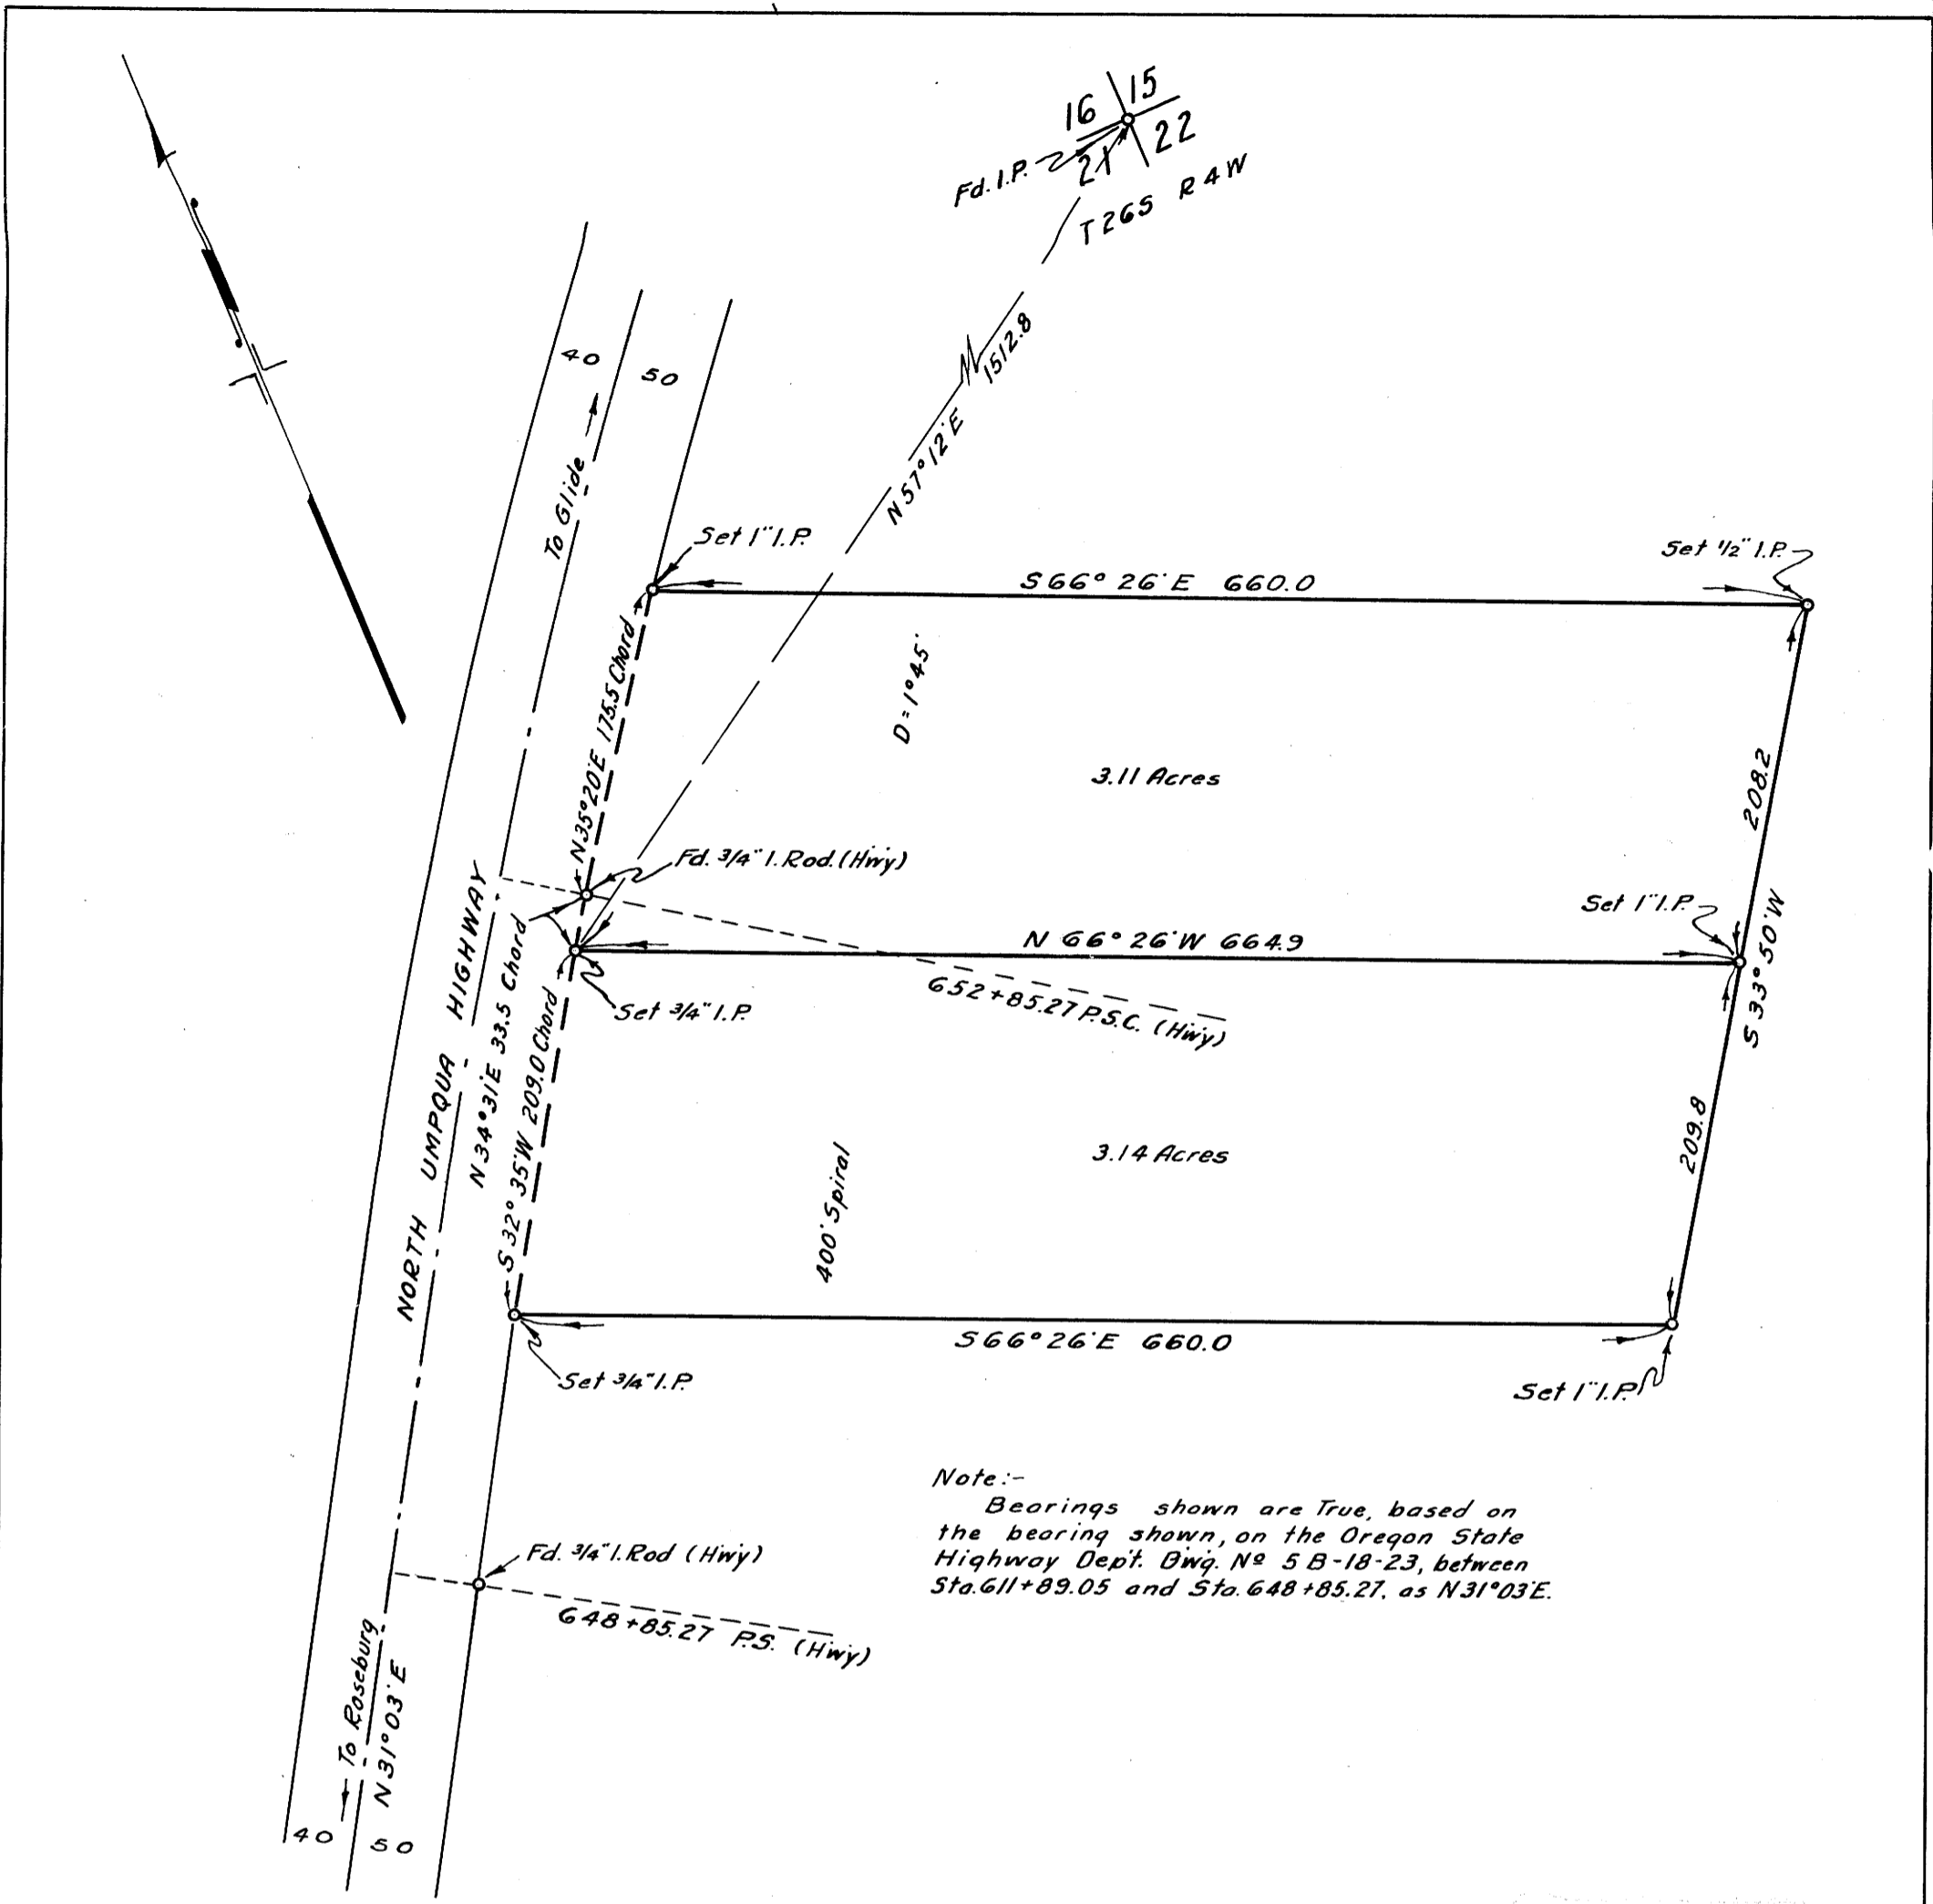 16
15
21
22
Fd. I.P.
T26S R4W
N
1512.8
N57°12'E
40
50
To Glide
Set 1" I.P.
Set 1/2" I.P.
S66°26'E 660.0
N35°20'E 175.5 Chord
D=1°45'
3.11 Acres
208.2
Fd. 3/4" I. Rod. (Hwy)
Set 1" I.P.
N 66°26'W 664.9
S33°50'W
NORTH UMPQUA HIGHWAY
N34°31'E 33.5 Chord
Set 3/4" I.P.
652+85.27 P.S.C. (Hwy)
S32°35'W 209.0 Chord
3.14 Acres
209.8
400' Spiral
S66°26'E 660.0
Set 3/4" I.P.
Set 1" I.P.
Note:-
Bearings shown are True, based on
the bearing shown, on the Oregon State
Highway Dep't. Dwg. Nº 5B-18-23, between
Sta. 611+89.05 and Sta. 648+85.27, as N31°03'E.
Fd. 3/4" I. Rod (Hwy)
648+85.27 P.S. (Hwy)
To Roseburg
N31°03'E
40
50